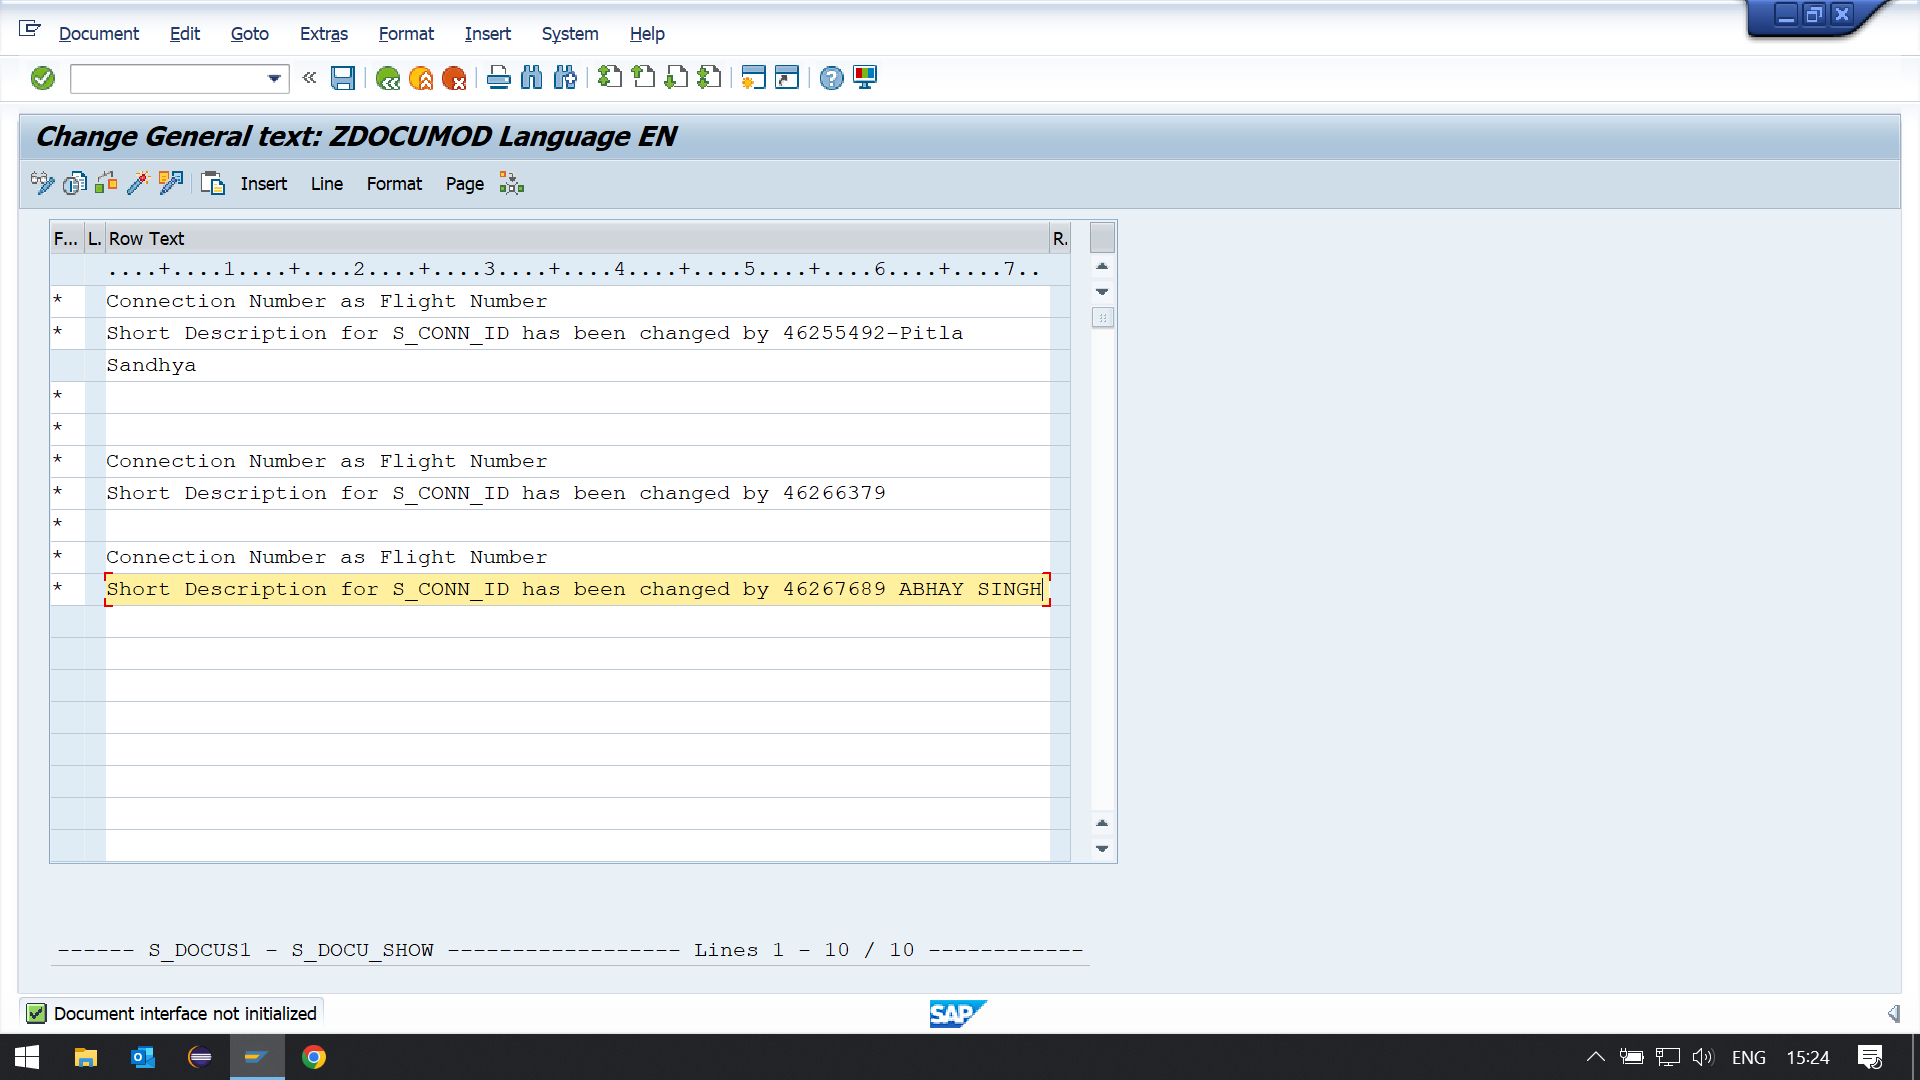 Document Edit Goto Extras Format Insert System Help
Change General text: ZDOCUMOD Language EN
Insert Line Format Page
F... L. Row Text R.
....+....1....+....2....+....3....+....4....+....5....+....6....+....7..
* Connection Number as Flight Number
* Short Description for S_CONN_ID has been changed by 46255492-Pitla
Sandhya
*
*
* Connection Number as Flight Number
* Short Description for S_CONN_ID has been changed by 46266379
*
* Connection Number as Flight Number
* Short Description for S_CONN_ID has been changed by 46267689 ABHAY SINGH
------ S_DOCUS1 - S_DOCU_SHOW ------------------ Lines 1 - 10 / 10 ------------
Document interface not initialized
SAP
ENG 15:24